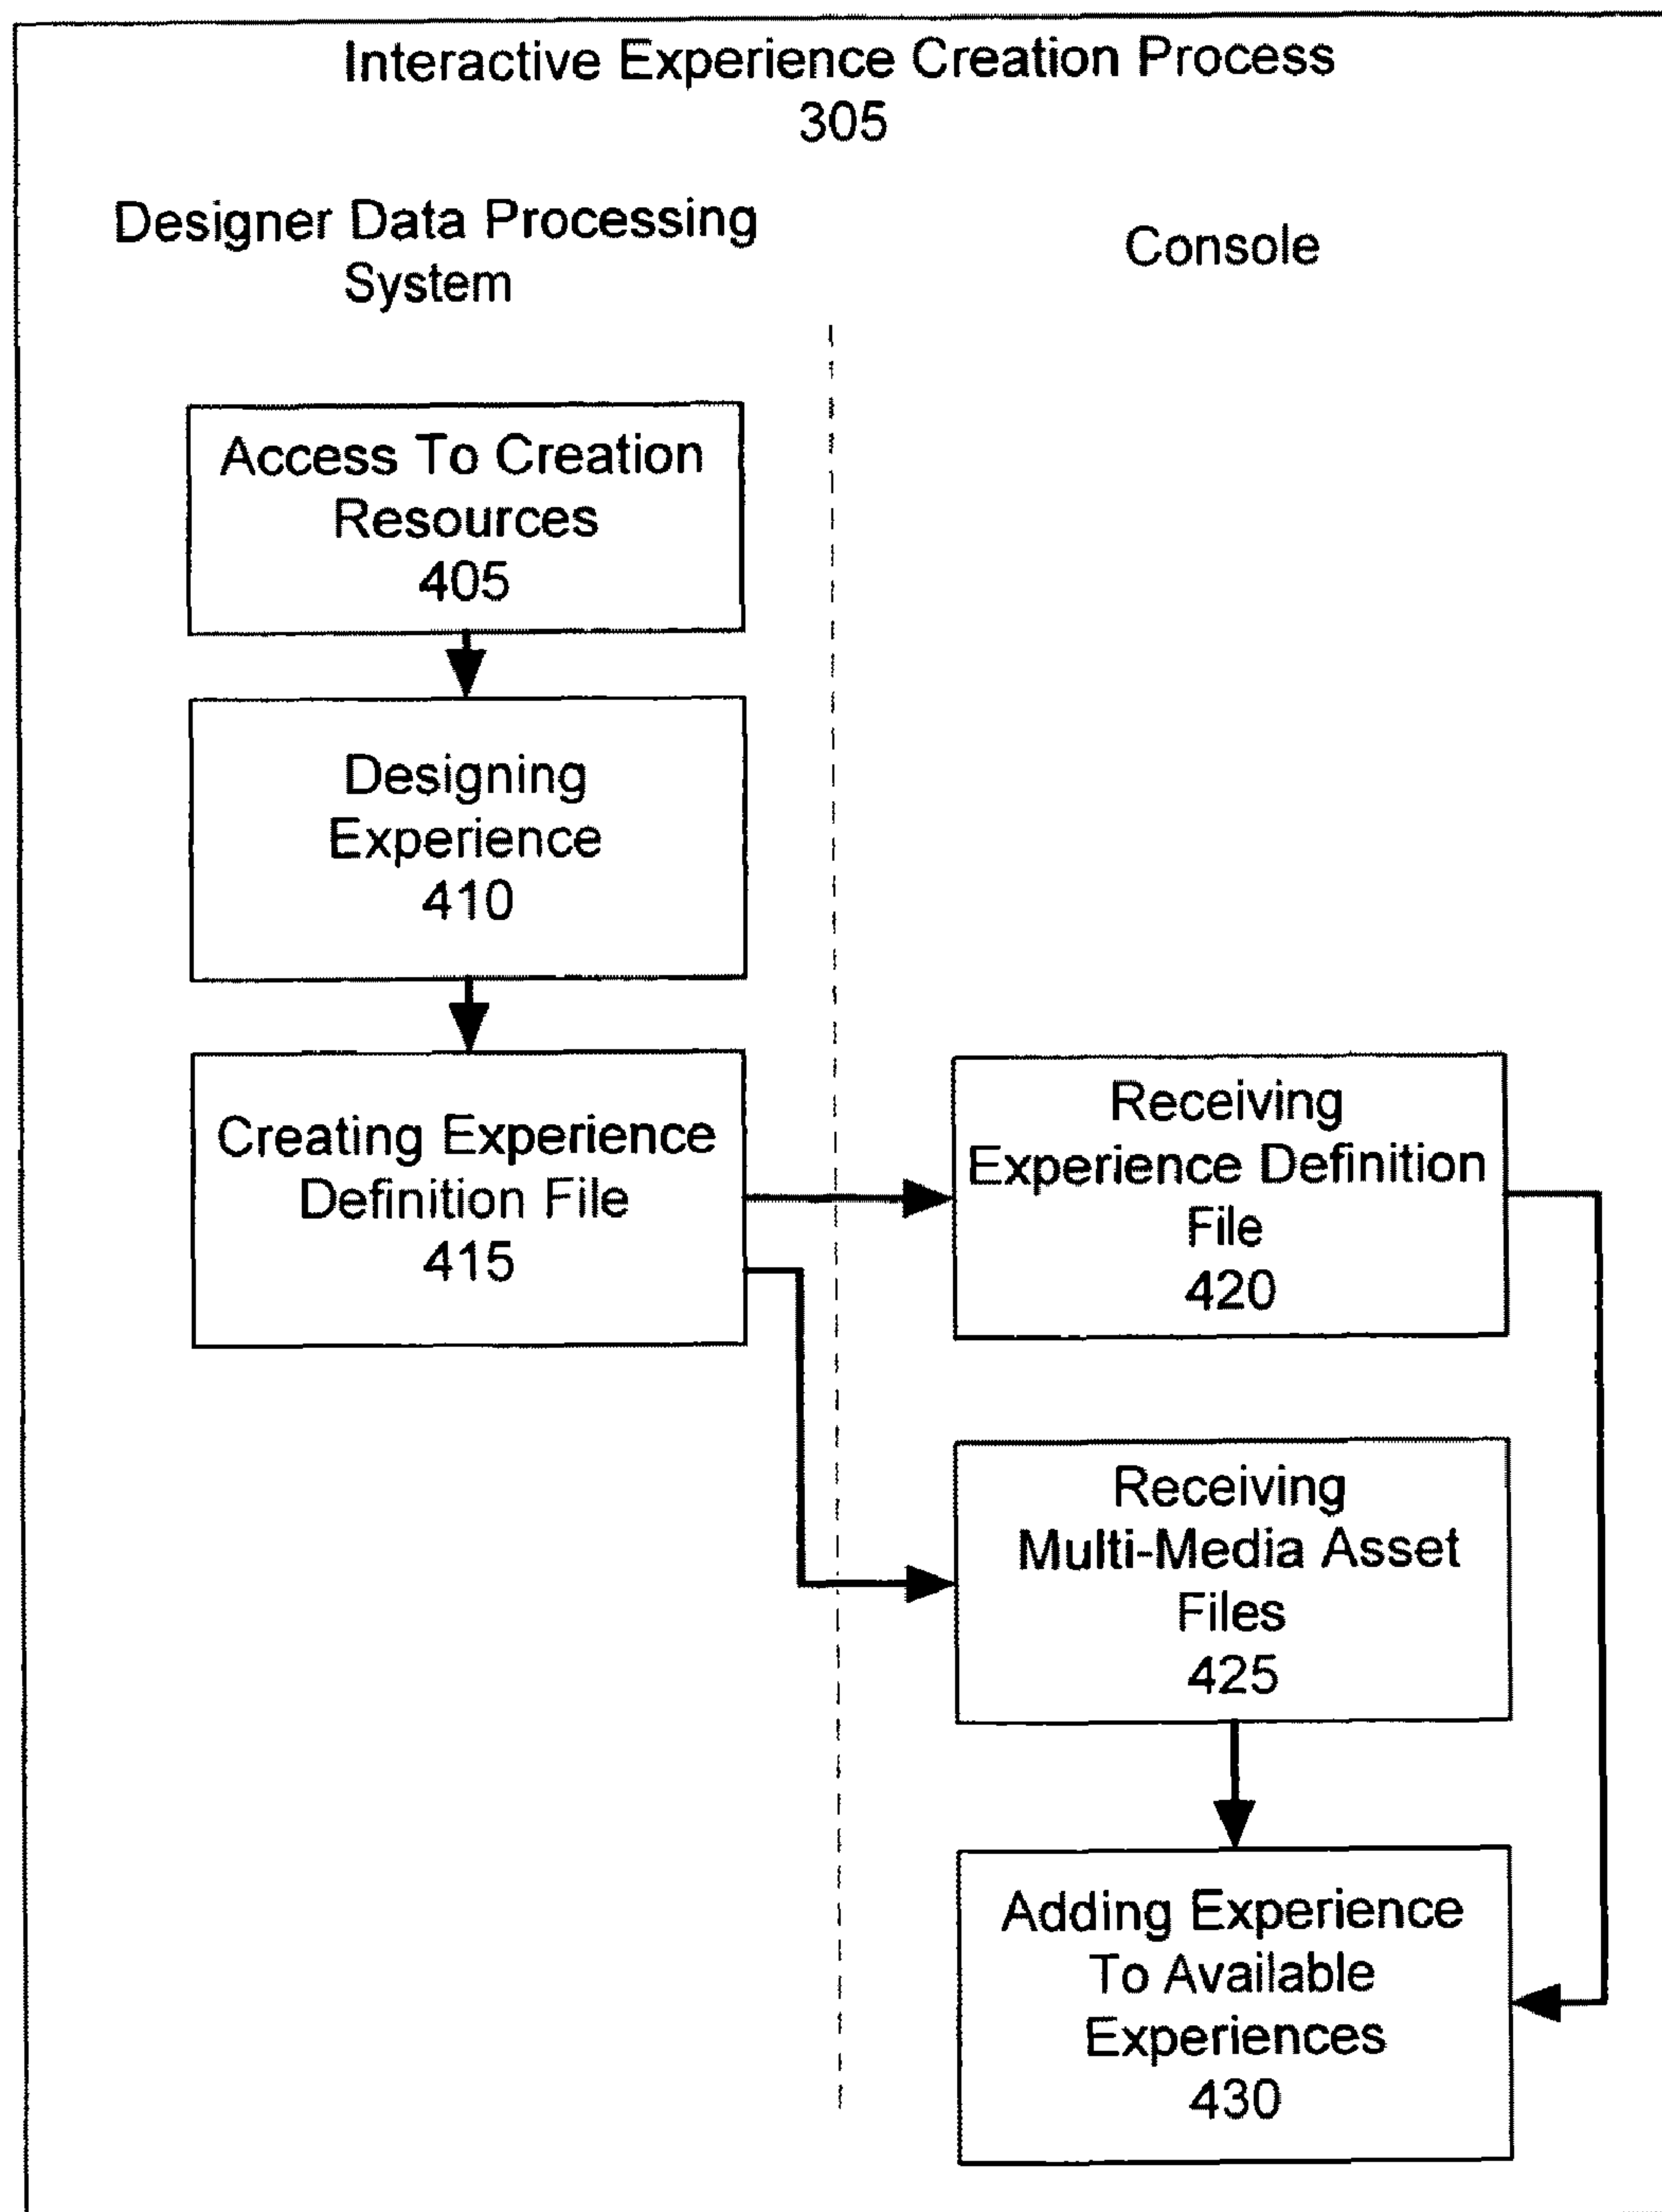 Interactive Experience Creation Process
305
Designer Data Processing
System
Console
Access To Creation
Resources
405
Designing
Experience
410
Creating Experience
Definition File
415
Receiving
Experience Definition
File
420
Receiving
Multi-Media Asset
Files
425
Adding Experience
To Available
Experiences
430